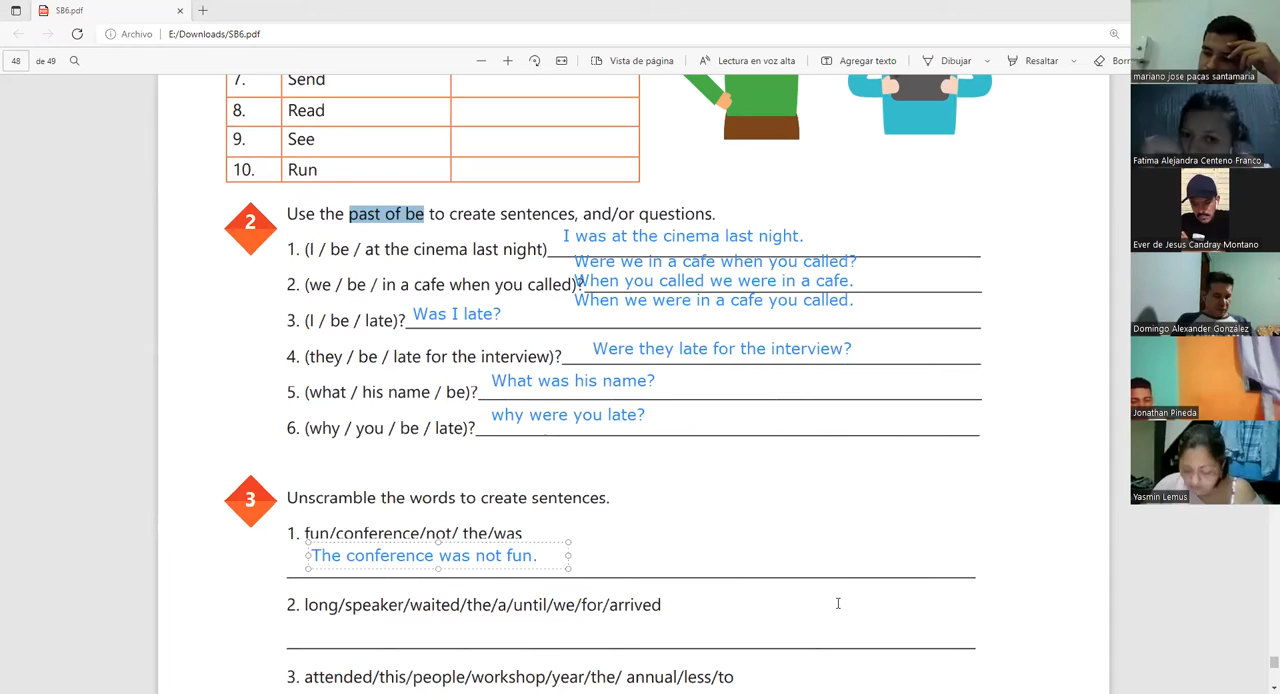 SB6.pdf
Archivo
E:/Downloads/SB6.pdf
48
de 49
Vista de página
Lectura en voz alta
Agregar texto
Dibujar
Resaltar
7. Send
8. Read
9. See
10. Run
2 Use the past of be to create sentences, and/or questions.
I was at the cinema last night.
1. (I / be / at the cinema last night)
Were we in a cafe when you called?
2. (we / be / in a cafe when you called)?
When you called we were in a cafe.
When we were in a cafe you called.
3. (I / be / late)?
Was I late?
4. (they / be / late for the interview)?
Were they late for the interview?
5. (what / his name / be)?
What was his name?
6. (why / you / be / late)?
why were you late?
3 Unscramble the words to create sentences.
1. fun/conference/not/ the/was
The conference was not fun.
2. long/speaker/waited/the/a/until/we/for/arrived
3. attended/this/people/workshop/year/the/ annual/less/to
mariano jose pacas santamaria
Fatima Alejandra Centeno Franco
Ever de Jesus Candray Montano
Domingo Alexander González
Jonathan Pineda
Yasmin Lemus